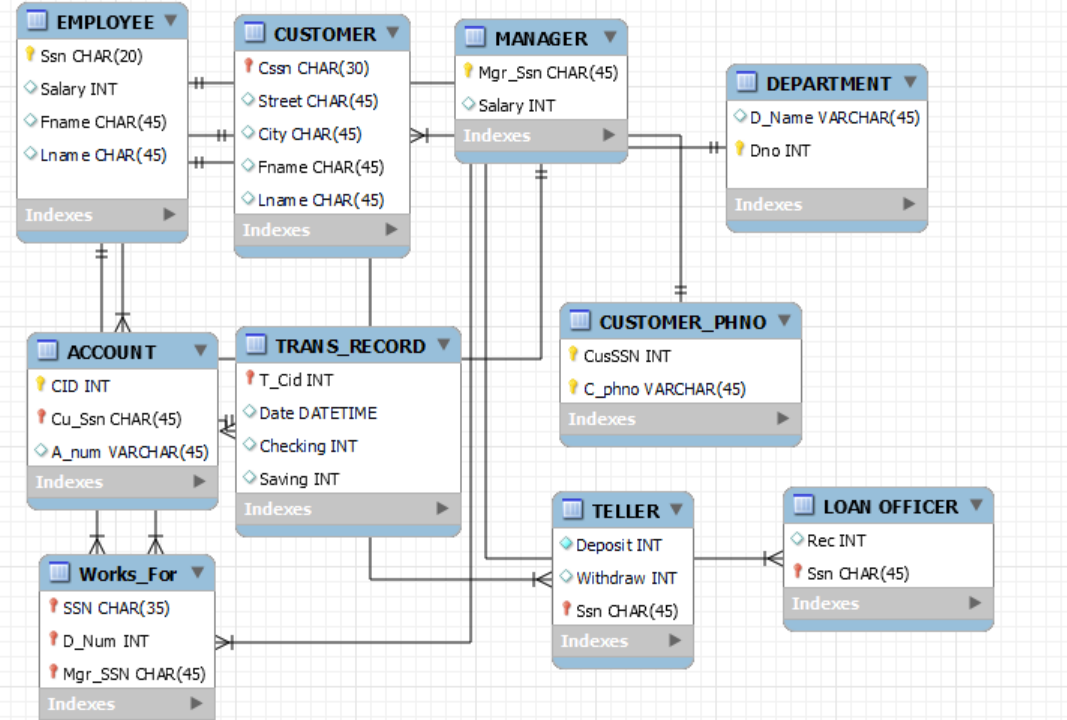 EMPLOYEE
Ssn CHAR(20)
Salary INT
Fname CHAR(45)
Lname CHAR(45)
Indexes
CUSTOMER
Cssn CHAR(30)
Street CHAR(45)
City CHAR(45)
Fname CHAR(45)
Lname CHAR(45)
Indexes
MANAGER
Mgr_Ssn CHAR(45)
Salary INT
Indexes
DEPARTMENT
D_Name VARCHAR(45)
Dno INT
Indexes
ACCOUNT
CID INT
Cu_Ssn CHAR(45)
A_num VARCHAR(45)
Indexes
TRANS_RECORD
T_Cid INT
Date DATETIME
Checking INT
Saving INT
Indexes
CUSTOMER_PHNO
CusSSN INT
C_phno VARCHAR(45)
Indexes
Works_For
SSN CHAR(35)
D_Num INT
Mgr_SSN CHAR(45)
Indexes
TELLER
Deposit INT
Withdraw INT
Ssn CHAR(45)
Indexes
LOAN OFFICER
Rec INT
Ssn CHAR(45)
Indexes